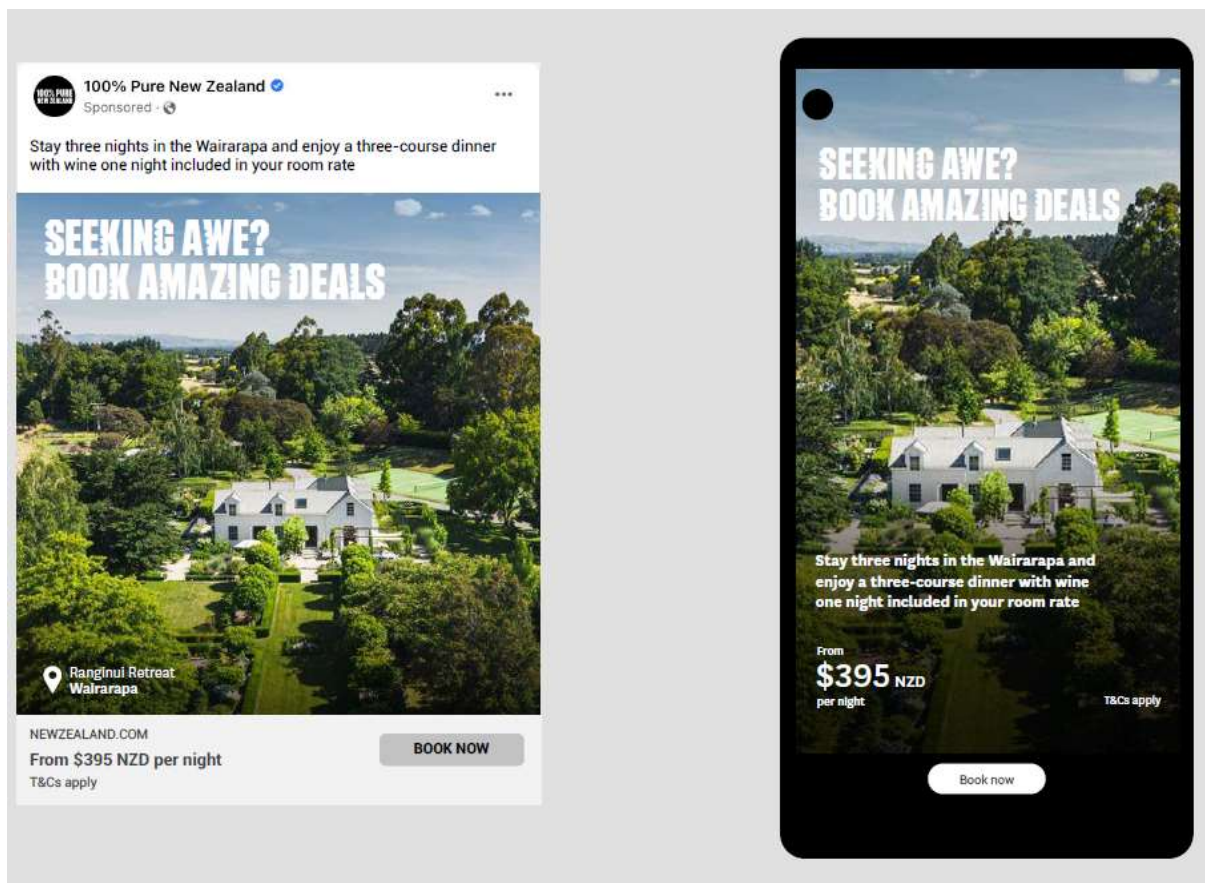 100% PURE
NEW ZEALAND
100% Pure New Zealand
Sponsored ·
Stay three nights in the Wairarapa and enjoy a three-course dinner
with wine one night included in your room rate
SEEKING AWE?
BOOK AMAZING DEALS
Ranginui Retreat
Wairarapa
NEWZEALAND.COM
From $395 NZD per night
T&Cs apply
BOOK NOW
SEEKING AWE?
BOOK AMAZING DEALS
Stay three nights in the Wairarapa and
enjoy a three-course dinner with wine
one night included in your room rate
From
$395 NZD
per night
T&Cs apply
Book now